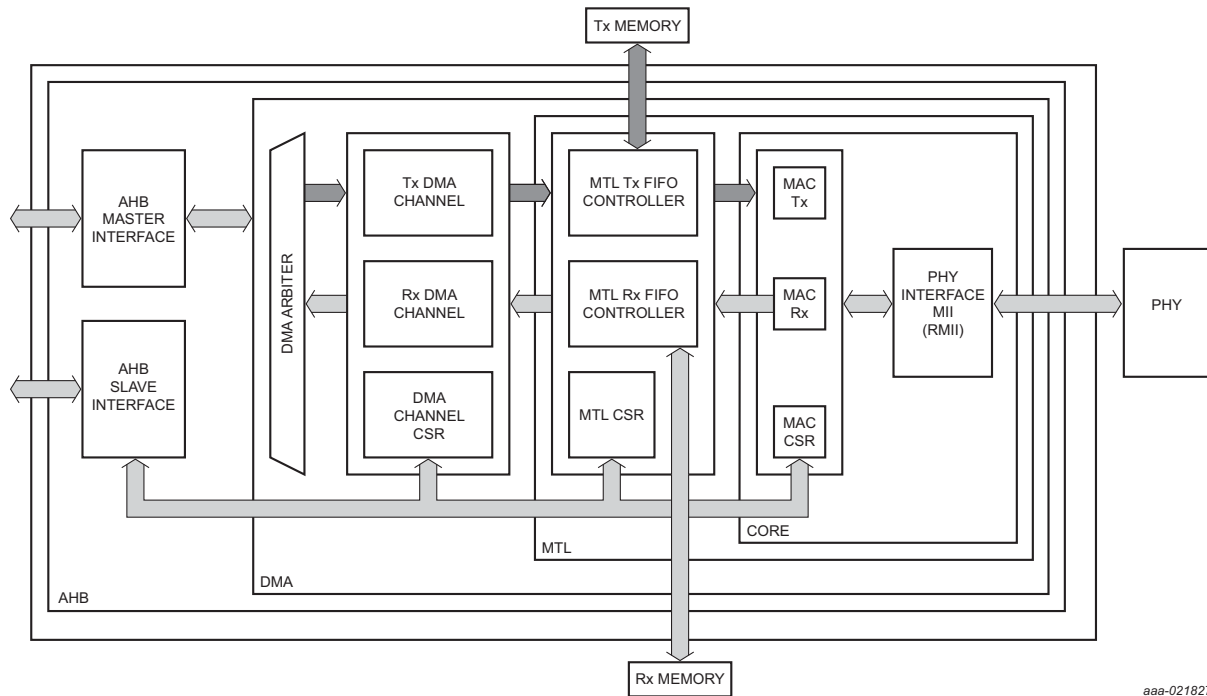 Tx MEMORY
AHB
MASTER
INTERFACE
AHB
SLAVE
INTERFACE
DMA ARBITER
Tx DMA
CHANNEL
Rx DMA
CHANNEL
DMA
CHANNEL
CSR
MTL Tx FIFO
CONTROLLER
MTL Rx FIFO
CONTROLLER
MTL CSR
MAC
Tx
MAC
Rx
MAC
CSR
PHY
INTERFACE
MII
(RMII)
PHY
CORE
MTL
DMA
AHB
Rx MEMORY
aaa-021827